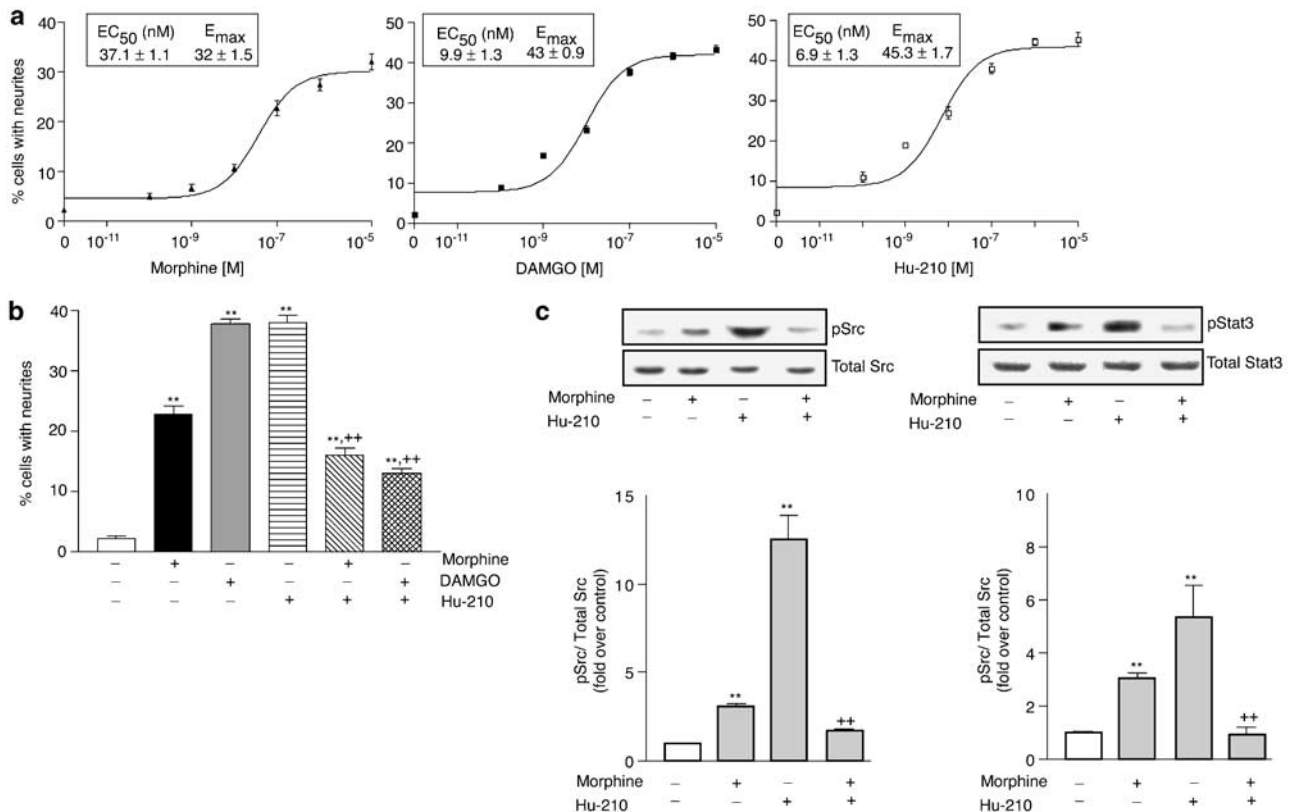 a
EC50 (nM) Emax
37.1 ± 1.1 32 ± 1.5
40
30
20
10
0
% cells with neurites
0 10-11 10-9 10-7 10-5
Morphine [M]
EC50 (nM) Emax
9.9 ± 1.3 43 ± 0.9
50
40
30
20
10
0
0 10-11 10-9 10-7 10-5
DAMGO [M]
EC50 (nM) Emax
6.9 ± 1.3 45.3 ± 1.7
50
40
30
20
10
0
0 10-11 10-9 10-7 10-5
Hu-210 [M]
b
40
30
20
10
0
% cells with neurites
** ** ** **,++ **,++
– + – – + – Morphine
– – + – – + DAMGO
– – – + + + Hu-210
c
pSrc
Total Src
Morphine – + – +
Hu-210 – – + +
pStat3
Total Stat3
Morphine – + – +
Hu-210 – – + +
15
10
5
0
pSrc/ Total Src
(fold over control)
** ** ++
Morphine – + – +
Hu-210 – – + +
10
8
6
4
2
0
pSrc/ Total Src
(fold over control)
** ** ++
Morphine – + – +
Hu-210 – – + +